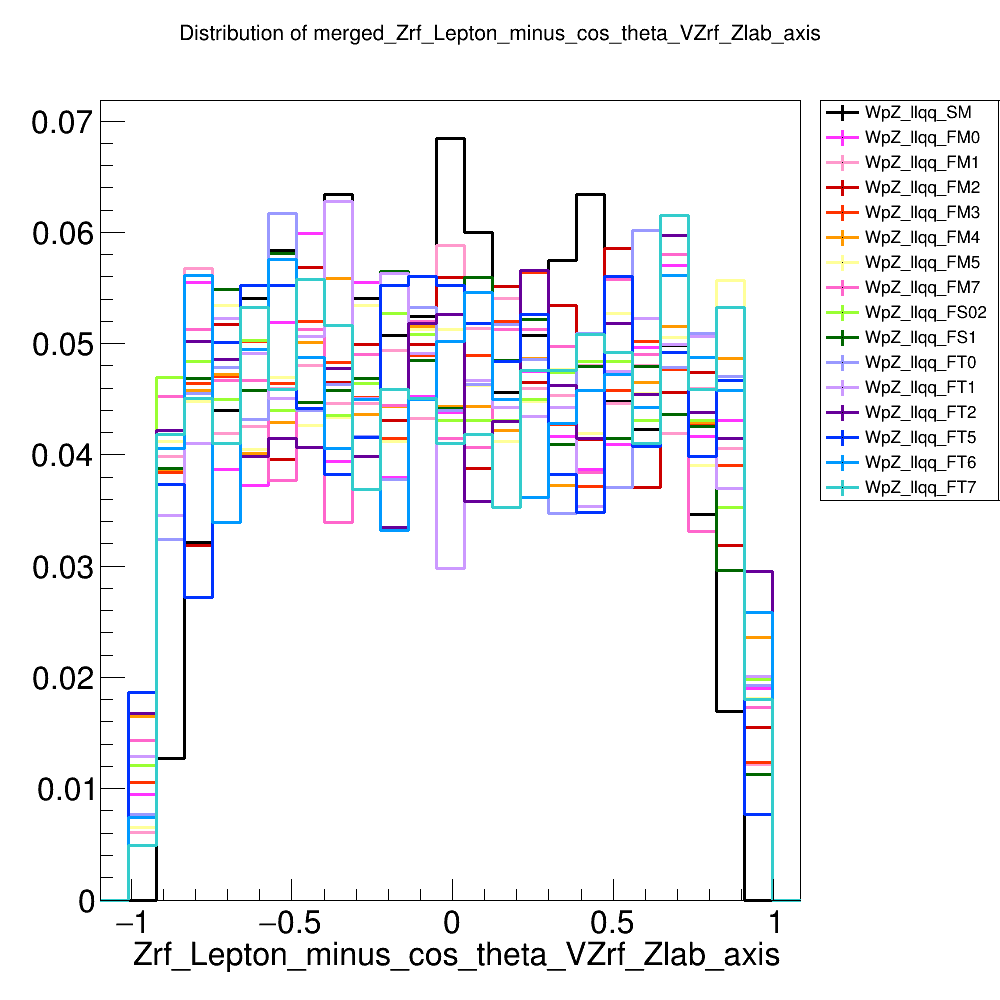 Distribution of merged_Zrf_Lepton_minus_cos_theta_VZrf_Zlab_axis
0.07
0.06
0.05
0.04
0.03
0.02
0.01
0
−1
−0.5
0
0.5
1
Zrf_Lepton_minus_cos_theta_VZrf_Zlab_axis
WpZ_llqq_SM
WpZ_llqq_FM0
WpZ_llqq_FM1
WpZ_llqq_FM2
WpZ_llqq_FM3
WpZ_llqq_FM4
WpZ_llqq_FM5
WpZ_llqq_FM7
WpZ_llqq_FS02
WpZ_llqq_FS1
WpZ_llqq_FT0
WpZ_llqq_FT1
WpZ_llqq_FT2
WpZ_llqq_FT5
WpZ_llqq_FT6
WpZ_llqq_FT7